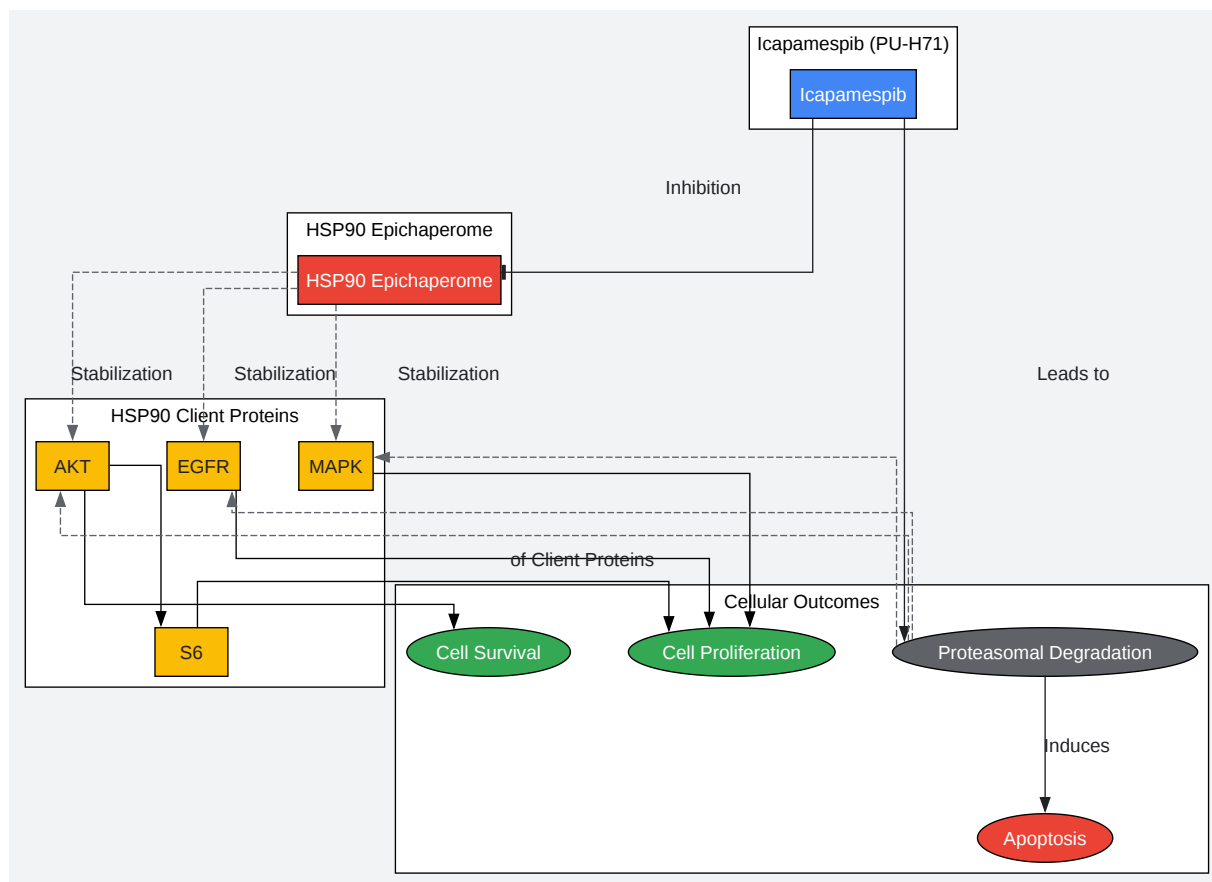 Icapamespib (PU-H71)
Icapamespib
Inhibition
HSP90 Epichaperome
HSP90 Epichaperome
Stabilization
Stabilization
Stabilization
Leads to
HSP90 Client Proteins
AKT
EGFR
MAPK
of Client Proteins
Cellular Outcomes
S6
Cell Survival
Cell Proliferation
Proteasomal Degradation
Induces
Apoptosis